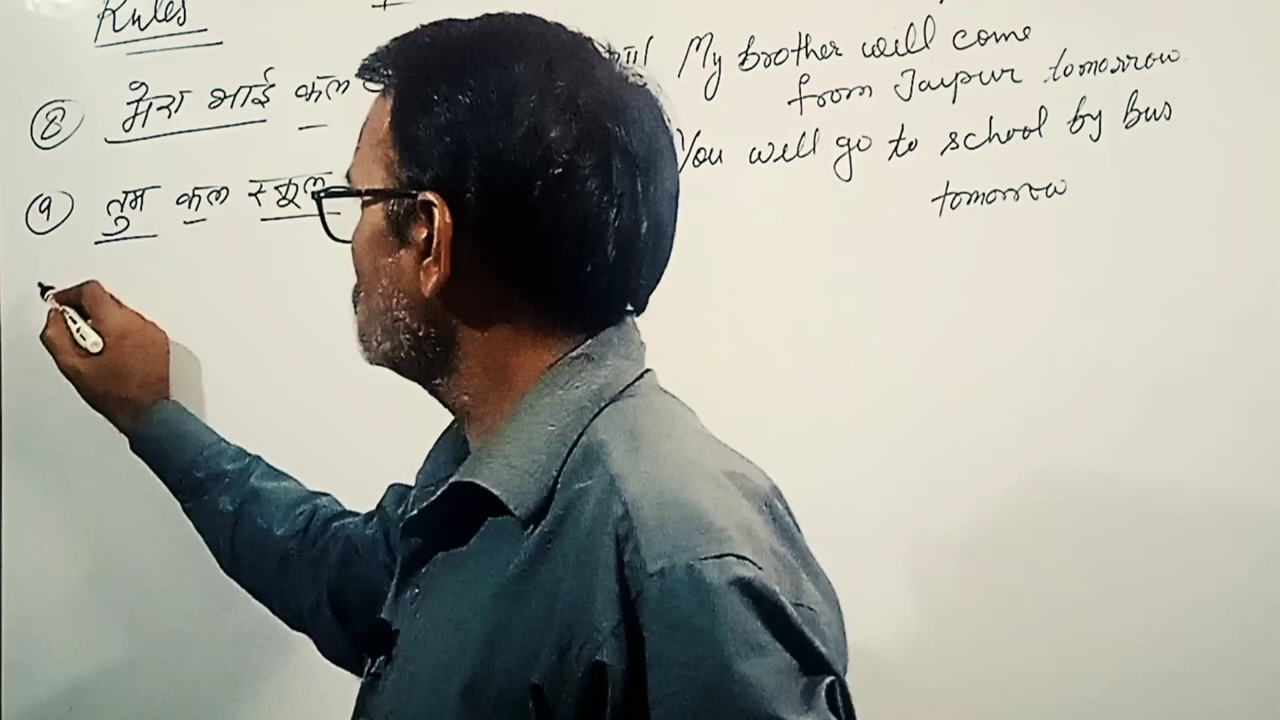 Rules
⑧ मेरा भाई कल
My brother will come
from Jaipur tomorrow
⑨ तुम कल स्कूल
You will go to school by bus
tomorrow